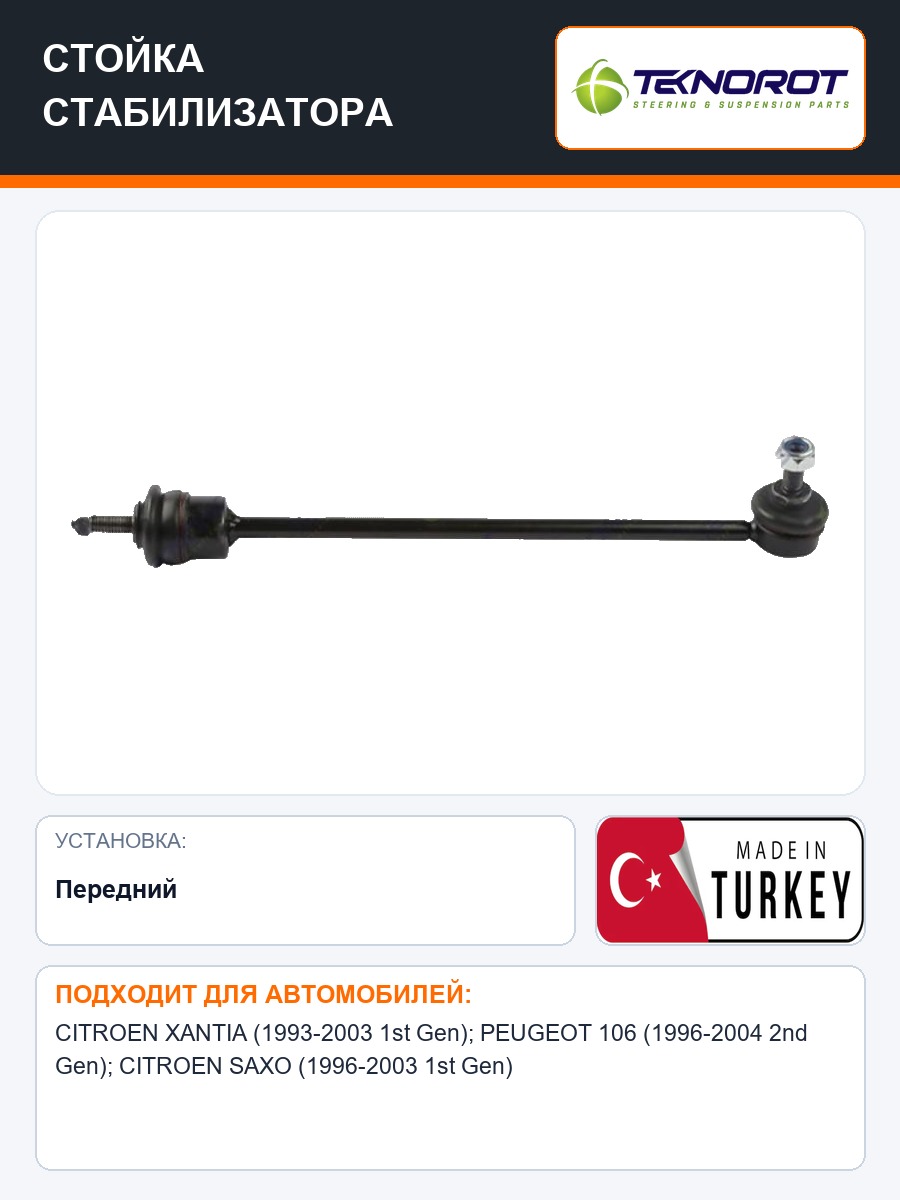 СТОЙКА
СТАБИЛИЗАТОРА
TEKNOROT
STEERING & SUSPENSION PARTS
УСТАНОВКА:
Передний
MADE IN
TURKEY
ПОДХОДИТ ДЛЯ АВТОМОБИЛЕЙ:
CITROEN XANTIA (1993-2003 1st Gen); PEUGEOT 106 (1996-2004 2nd
Gen); CITROEN SAXO (1996-2003 1st Gen)